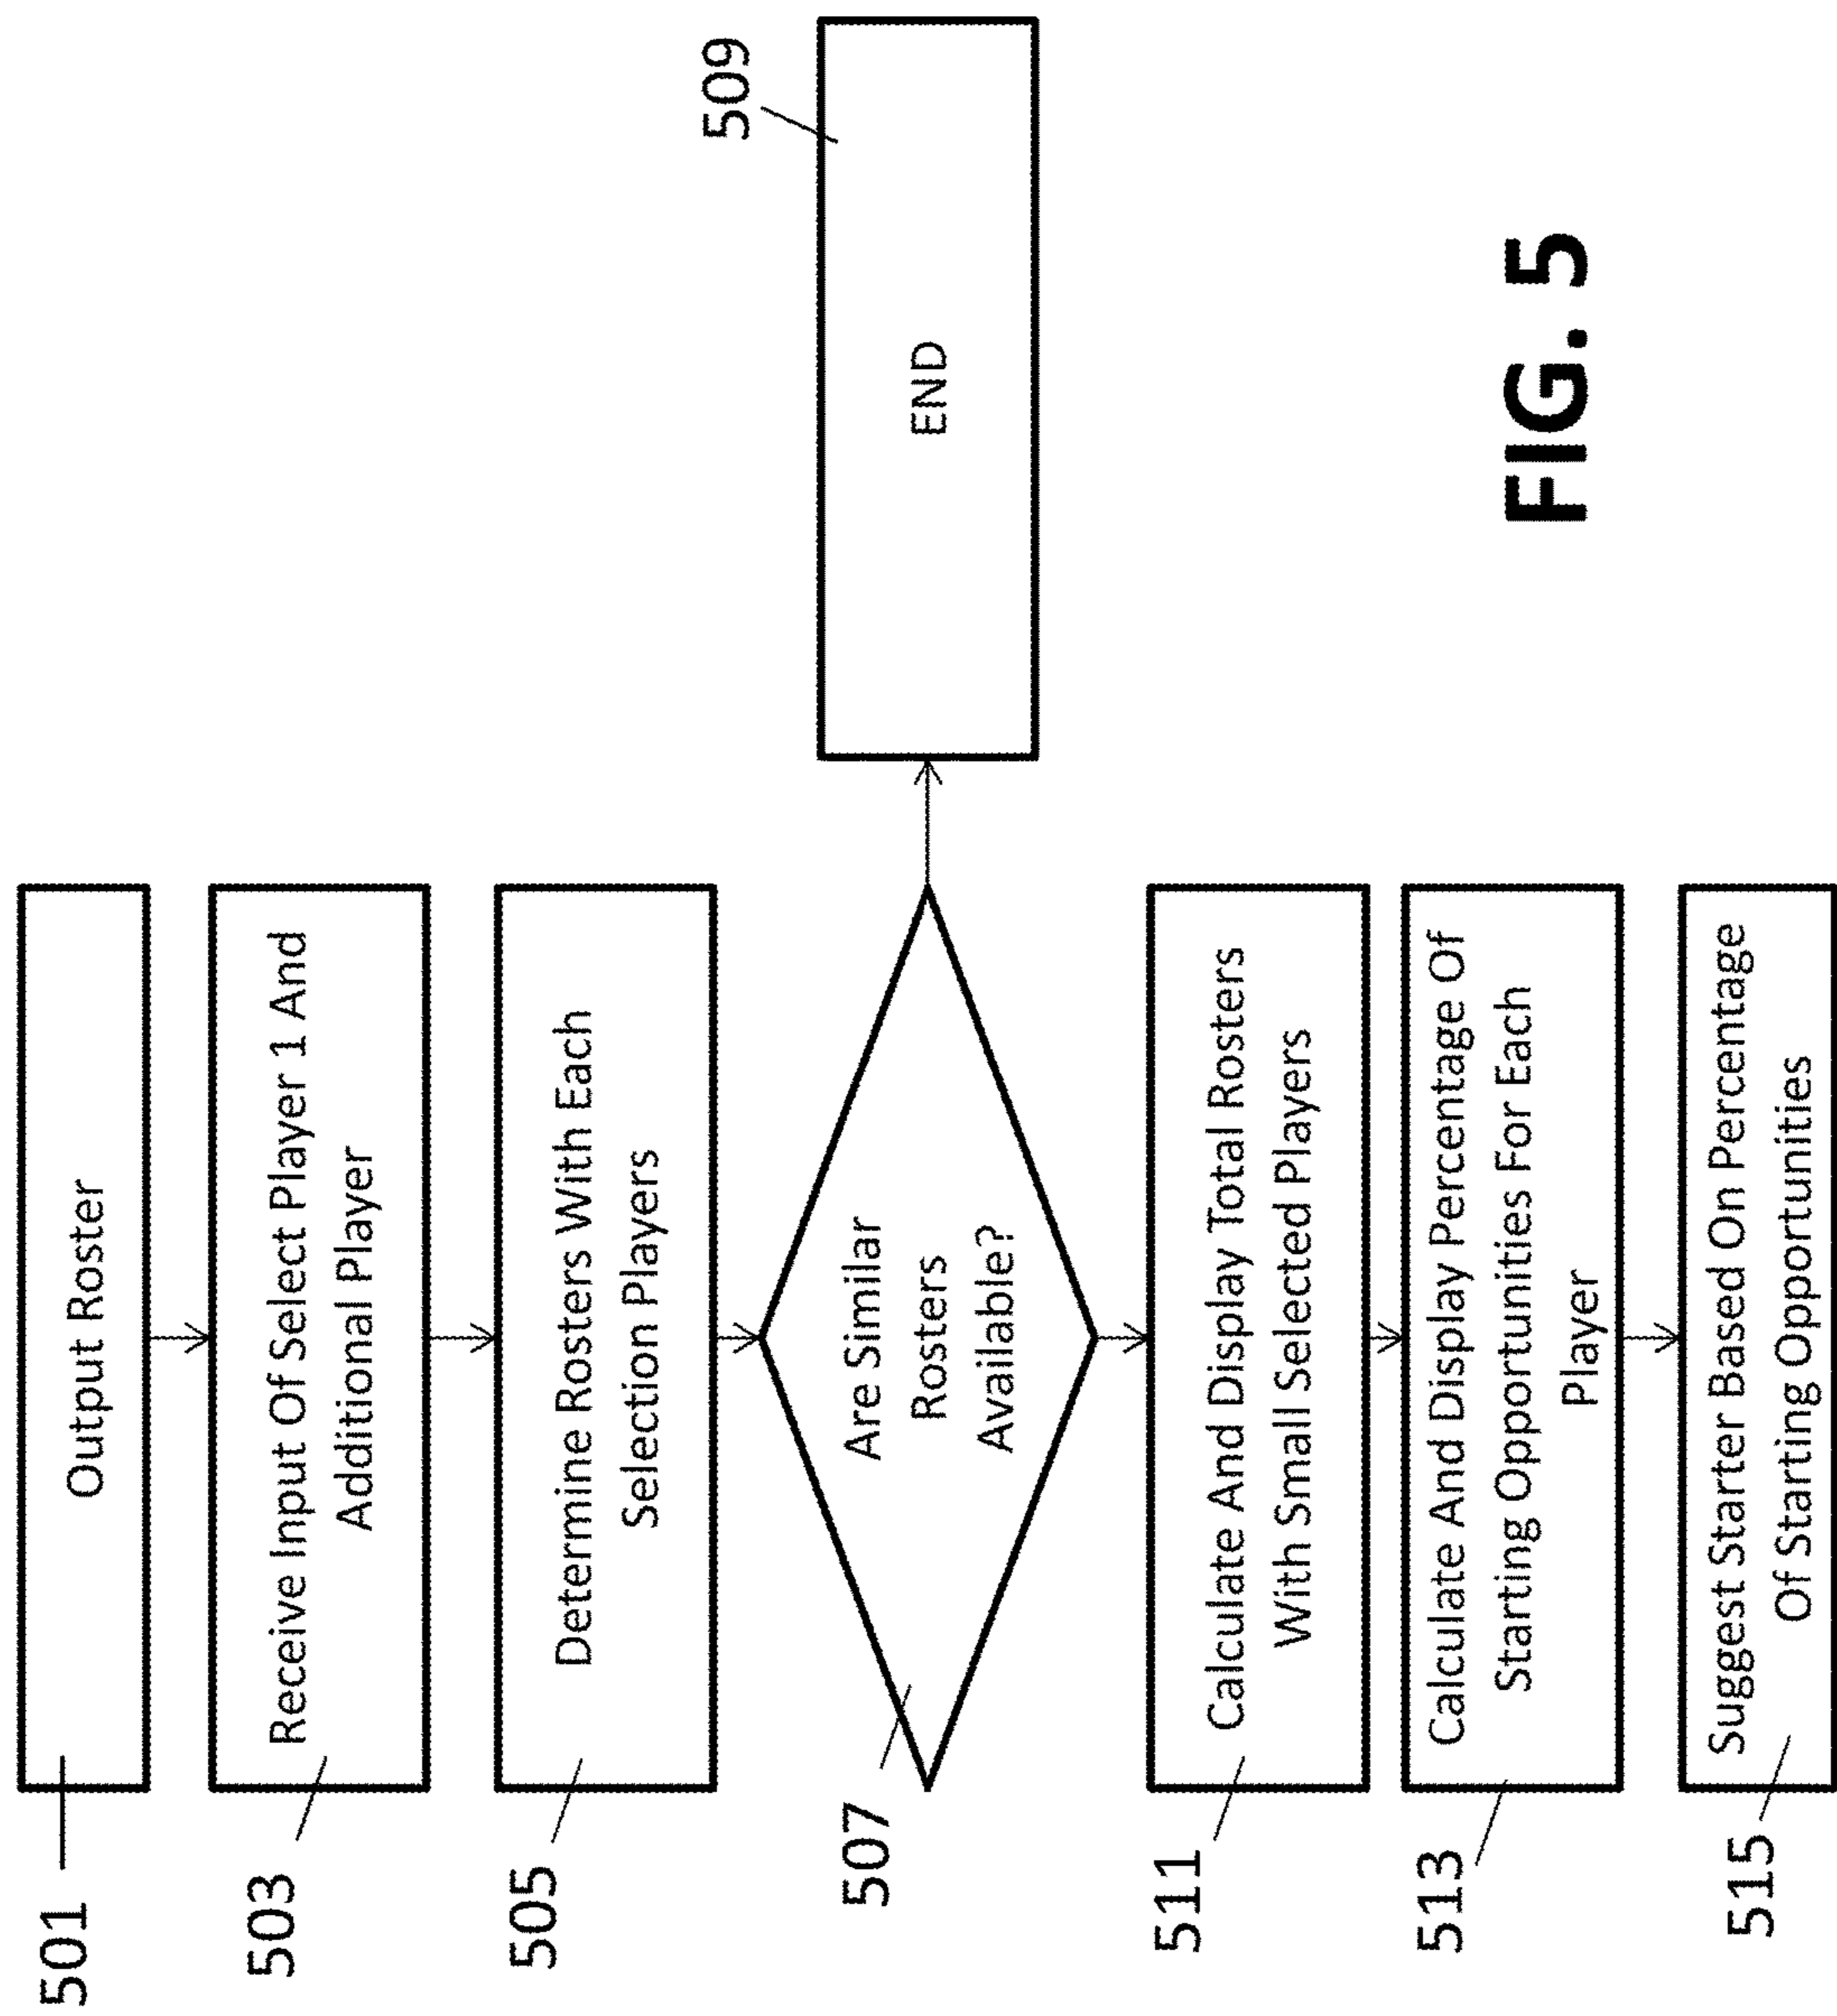 501
Output Roster
503
Receive Input Of Select Player 1 And
Additional Player
505
Determine Rosters With Each
Selection Players
507
Are Similar
Rosters
Available?
509
END
511
Calculate And Display Total Rosters
With Small Selected Players
513
Calculate And Display Percentage Of
Starting Opportunities For Each
Player
515
Suggest Starter Based On Percentage
Of Starting Opportunities
FIG. 5